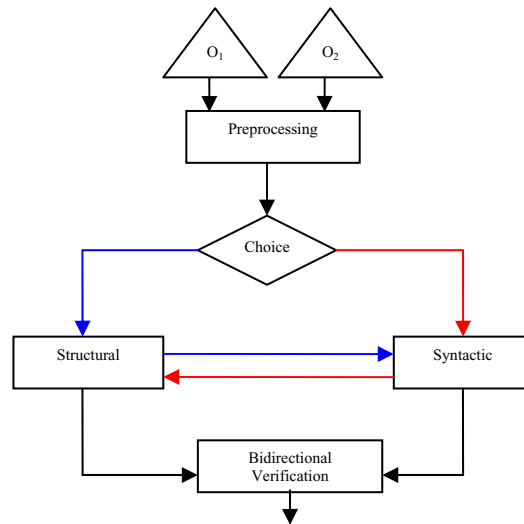 O₁
O₂
Preprocessing
Choice
Structural
Syntactic
Bidirectional
Verification